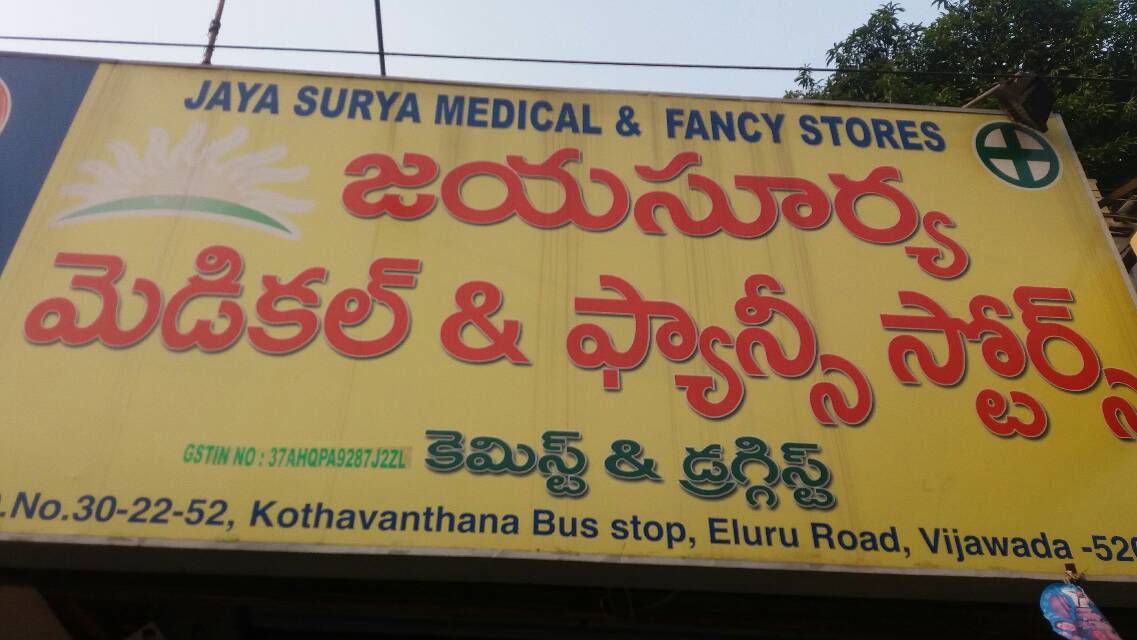 JAYA SURYA MEDICAL & FANCY STORES
జయసూర్య
మెడికల్ & ఫ్యాన్సీ స్టోర్స్
GSTIN NO : 37AHQPA9287J2ZL కెమిస్ట్ & డ్రగ్గిస్ట్
.No.30-22-52, Kothavanthana Bus stop, Eluru Road, Vijawada -520